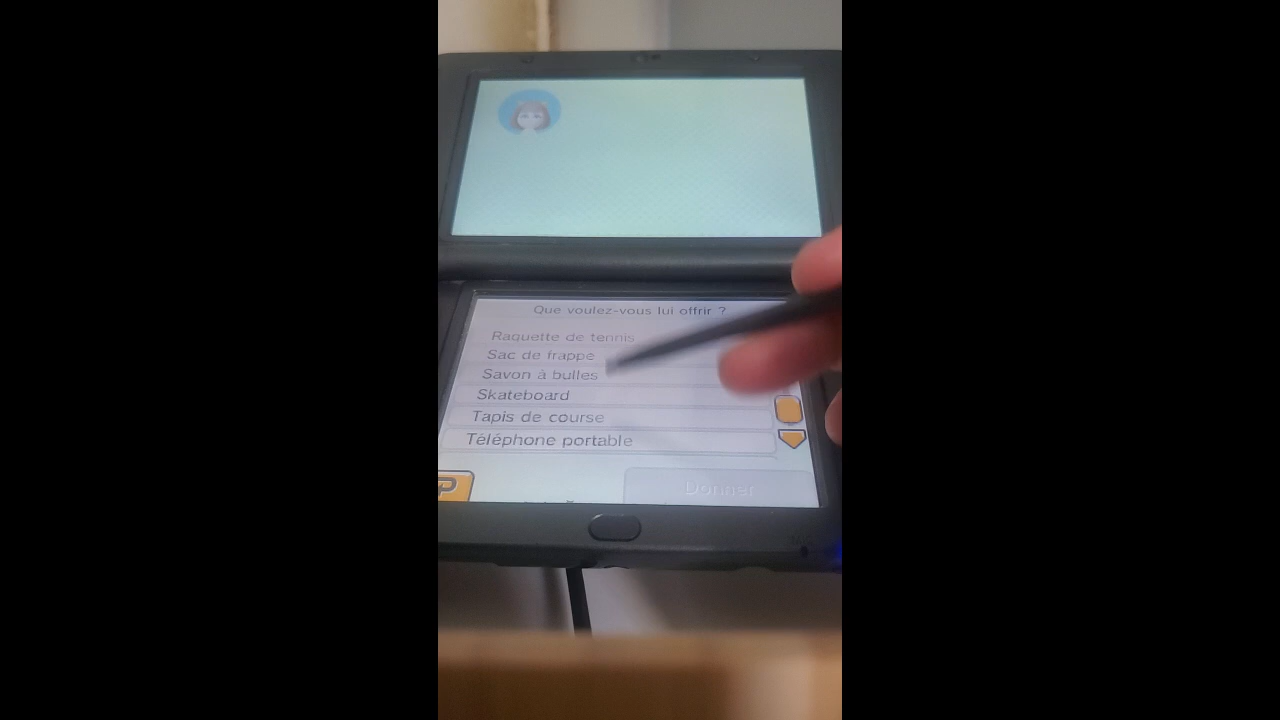 Que voulez-vous lui offrir ?
Raquette de tennis
Sac de frappe
Savon à bulles
Skateboard
Tapis de course
Téléphone portable
Donner